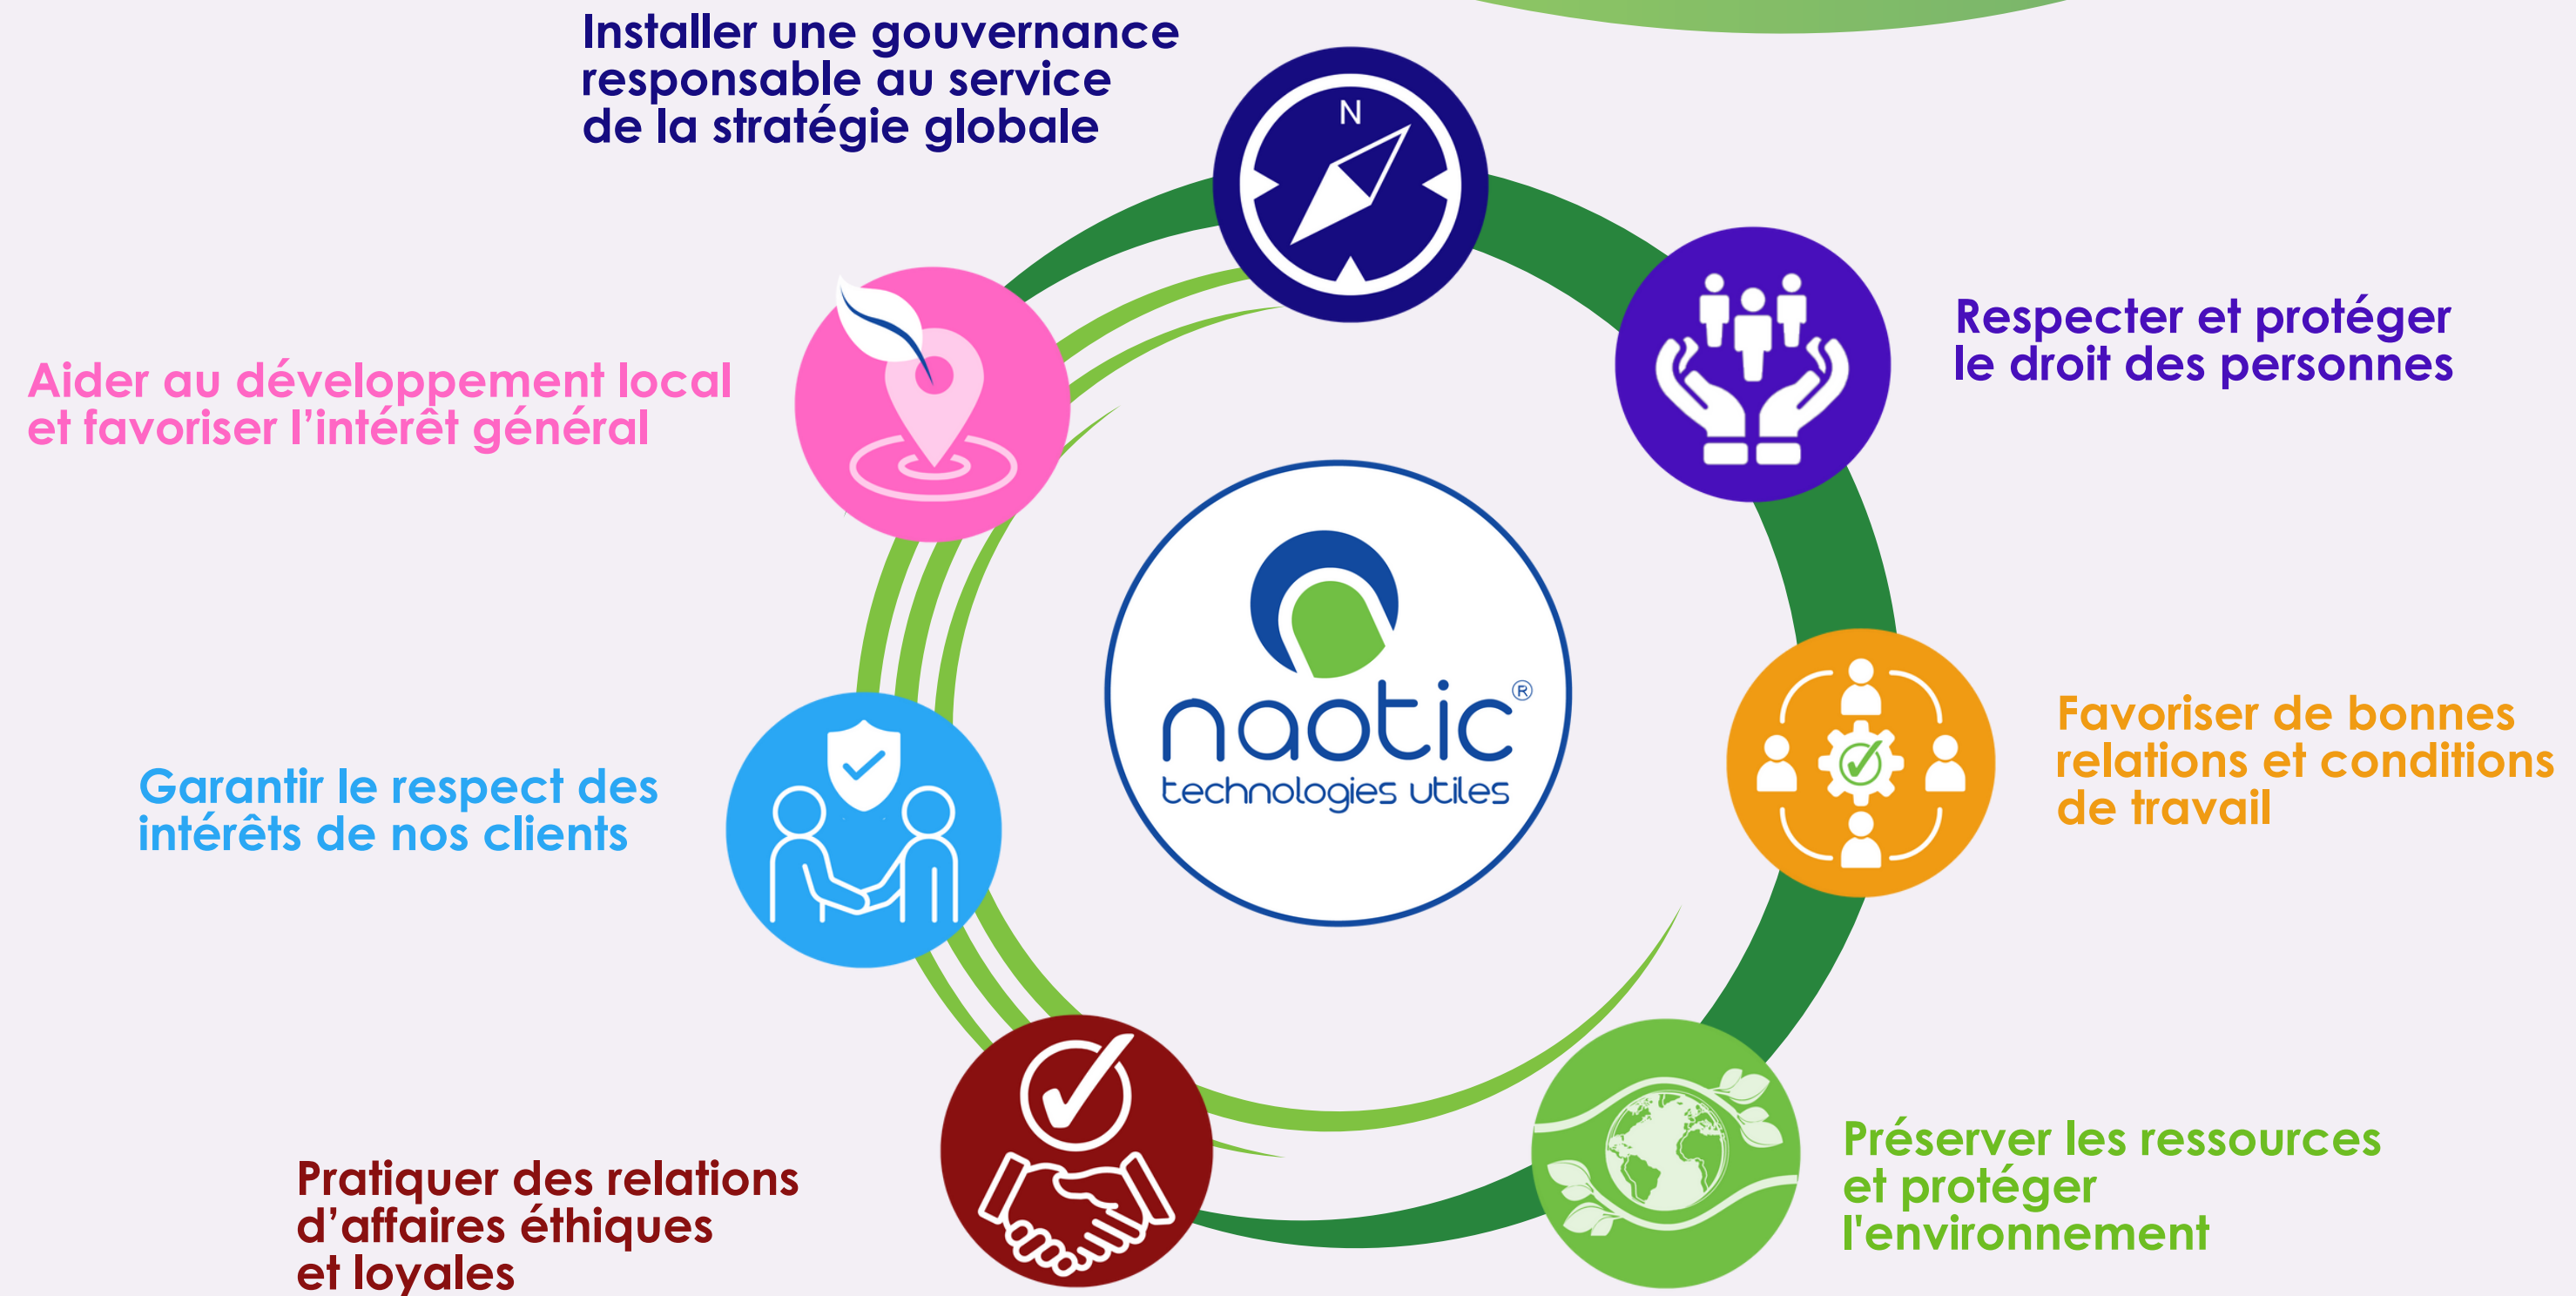 Installer une gouvernance
responsable au service
de la stratégie globale
N
Respecter et protéger
le droit des personnes
Aider au développement local
et favoriser l’intérêt général
naotic®
technologies utiles
Favoriser de bonnes
relations et conditions
de travail
Garantir le respect des
intérêts de nos clients
Préserver les ressources
et protéger
l'environnement
Pratiquer des relations
d’affaires éthiques
et loyales